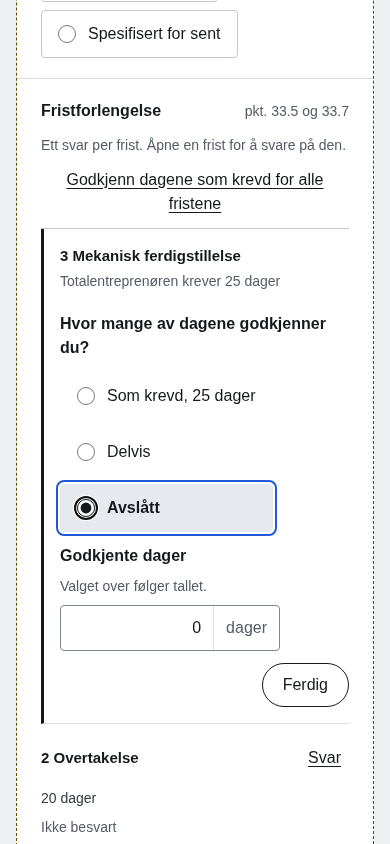 Spesifisert for sent
Fristforlengelse
pkt. 33.5 og 33.7
Ett svar per frist. Åpne en frist for å svare på den.
Godkjenn dagene som krevd for alle
fristene
3 Mekanisk ferdigstillelse
Totalentreprenøren krever 25 dager
Hvor mange av dagene godkjenner
du?
Som krevd, 25 dager
Delvis
Avslått
Godkjente dager
Valget over følger tallet.
0 dager
Ferdig
2 Overtakelse
Svar
20 dager
Ikke besvart